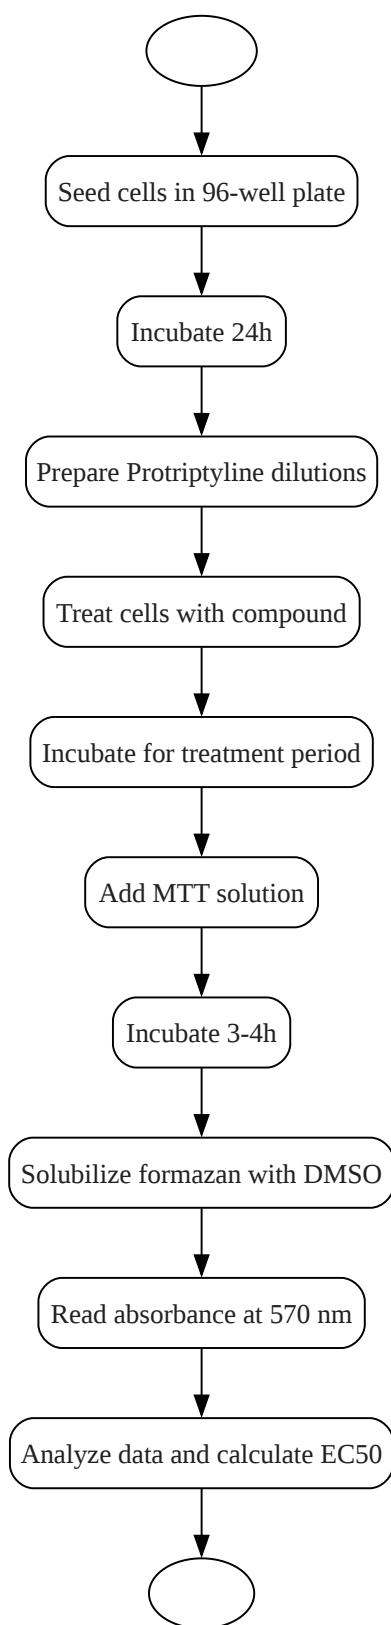 Seed cells in 96-well plate
Incubate 24h
Prepare Protriptyline dilutions
Treat cells with compound
Incubate for treatment period
Add MTT solution
Incubate 3-4h
Solubilize formazan with DMSO
Read absorbance at 570 nm
Analyze data and calculate EC50